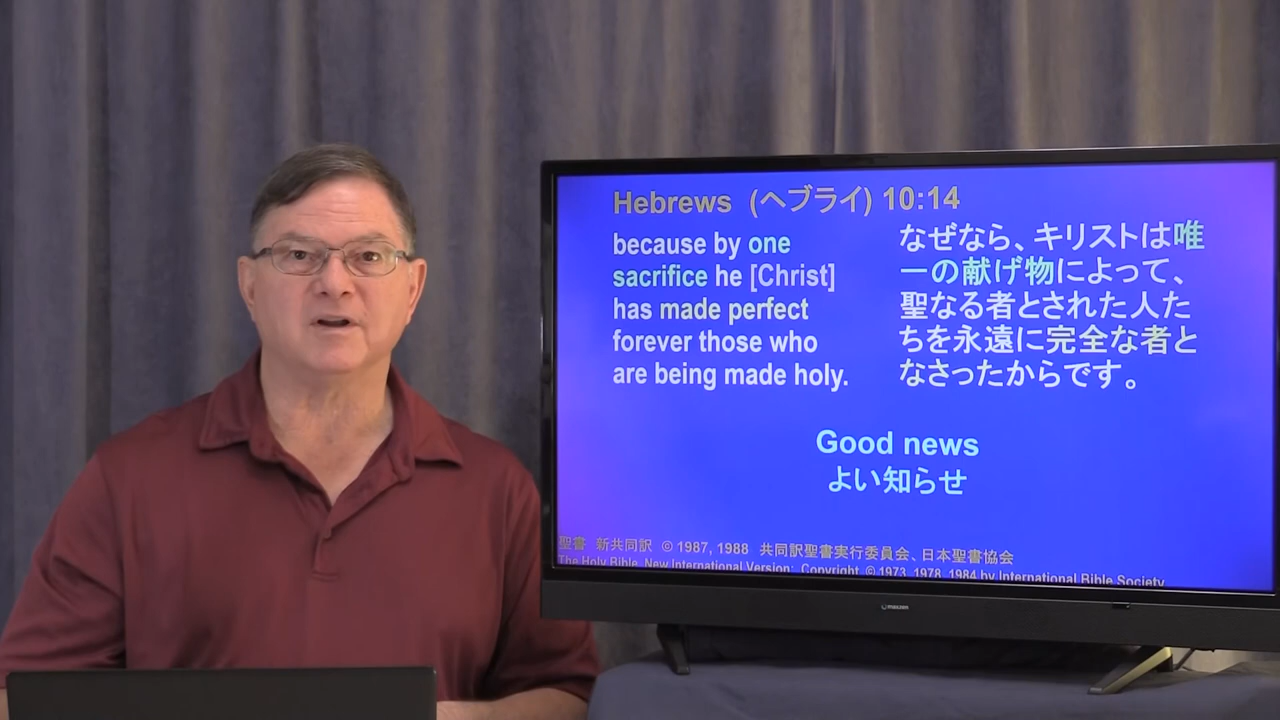 Hebrews (ヘブライ) 10:14
because by one
sacrifice he [Christ]
has made perfect
forever those who
are being made holy.
なぜなら、キリストは唯
一の献げ物によって、
聖なる者とされた人た
ちを永遠に完全な者と
なさったからです。
Good news
よい知らせ
聖書 新共同訳 © 1987, 1988 共同訳聖書実行委員会、日本聖書協会
The Holy Bible, New International Version: Copyright © 1973, 1978, 1984 by International Bible Society